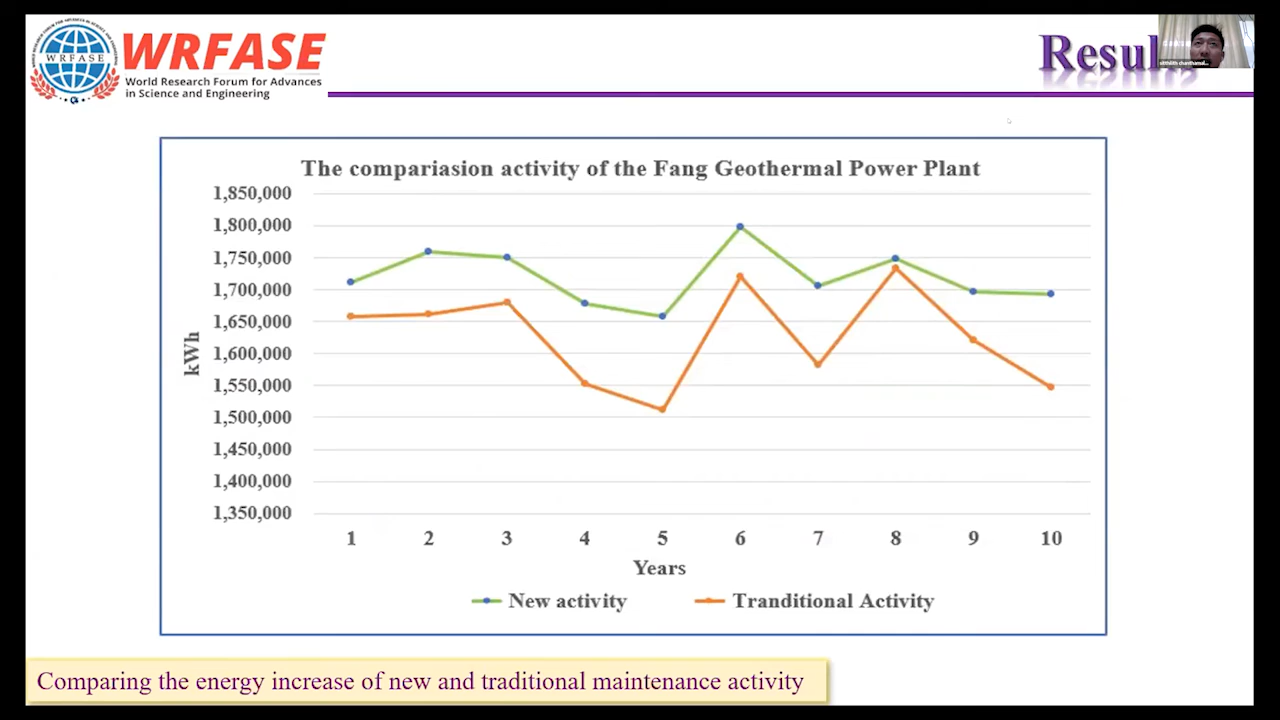 WRFASE
WRFASE
World Research Forum for Advances
in Science and Engineering
The compariasion activity of the Fang Geothermal Power Plant
1,850,000
1,800,000
1,750,000
1,700,000
1,650,000
1,600,000
1,550,000
1,500,000
1,450,000
1,400,000
1,350,000
kWh
1 2 3 4 5 6 7 8 9 10
Years
New activity Tranditional Activity
Comparing the energy increase of new and traditional maintenance activity